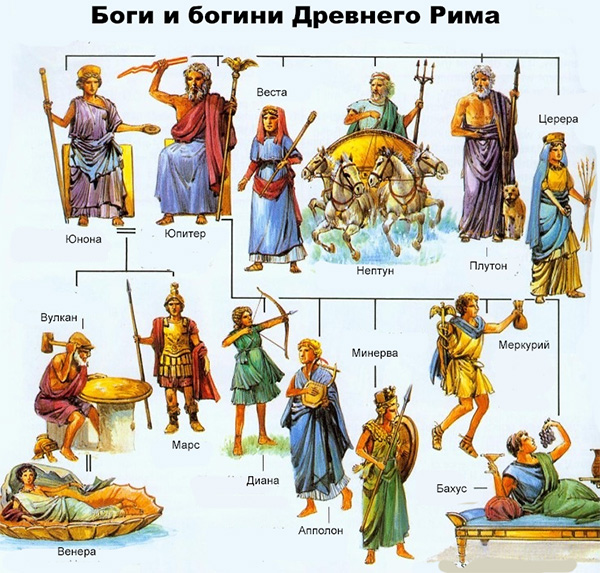 Боги и богини Древнего Рима
Веста
Церера
Юнона
Юпитер
Нептун
Плутон
Вулкан
Марс
Минерва
Меркурий
Диана
Апполон
Бахус
Венера